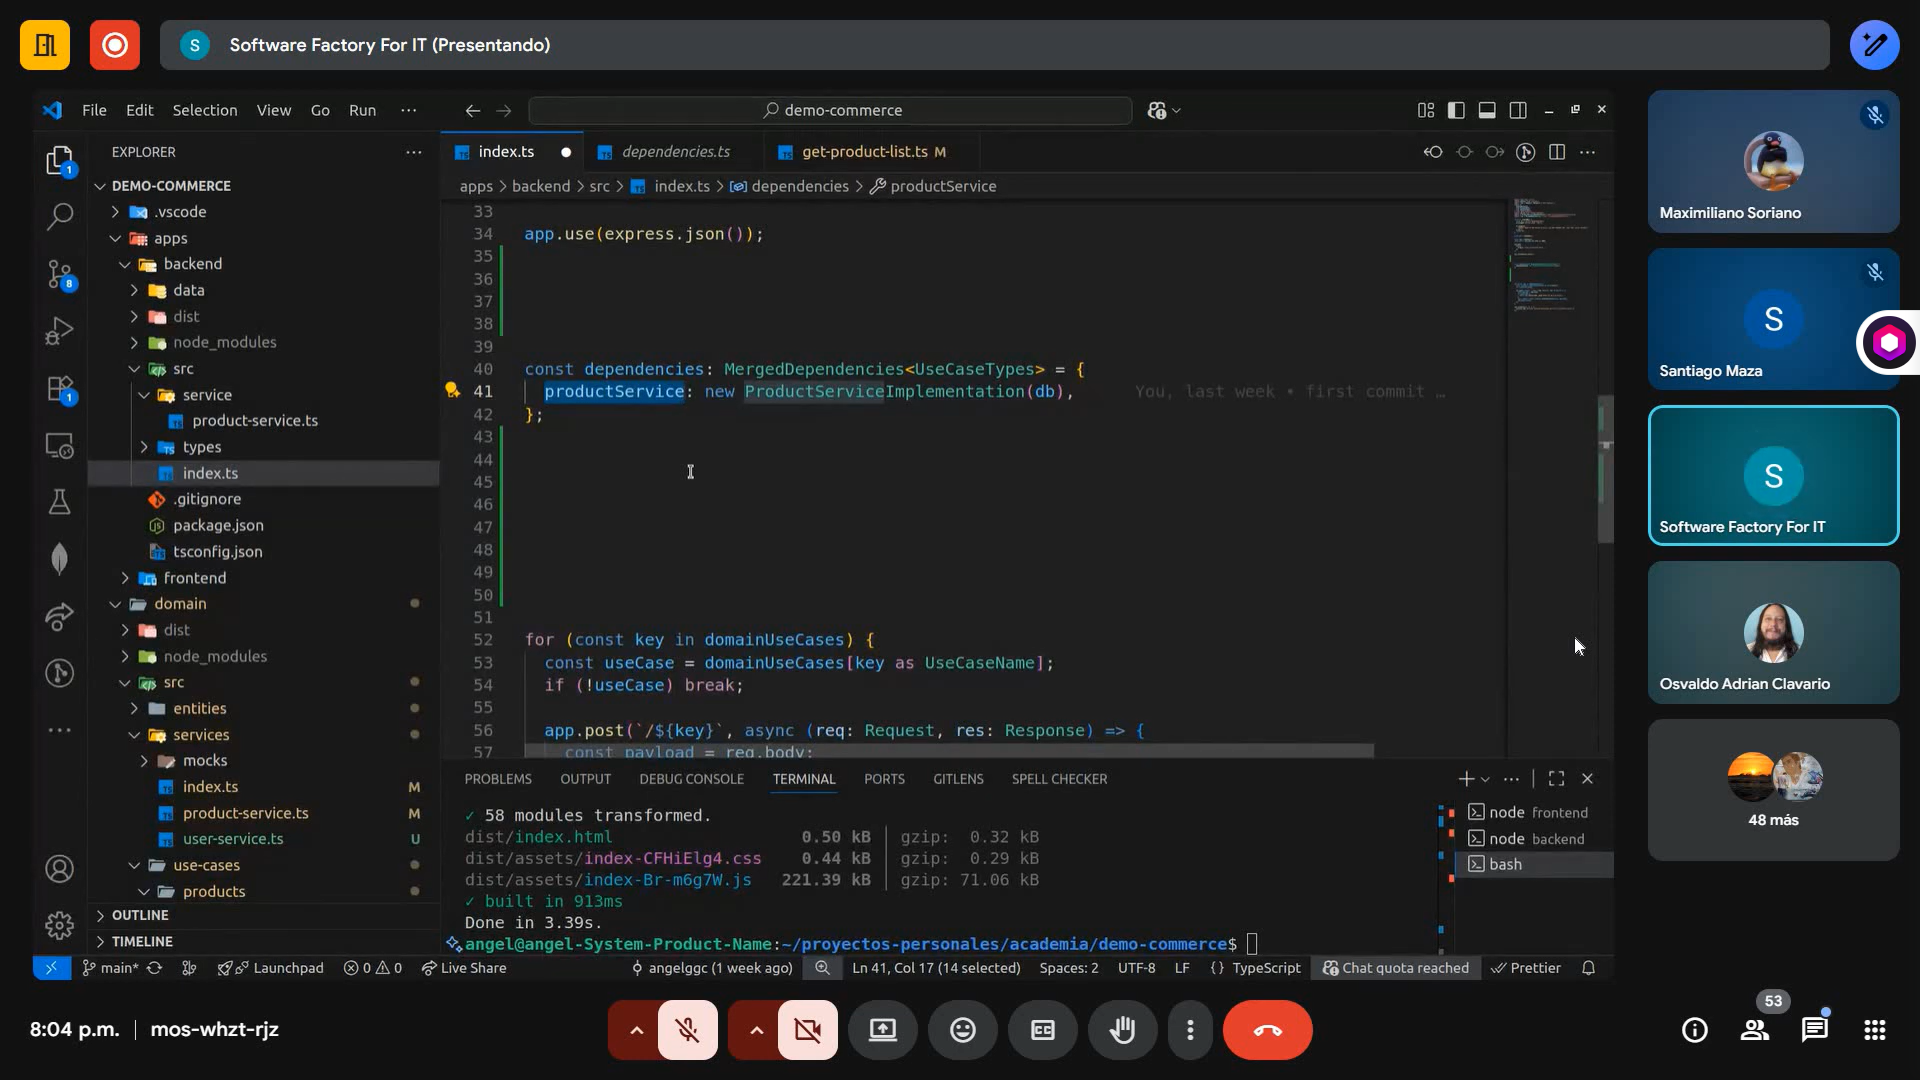 S Software Factory For IT (Presentando)
File Edit Selection View Go Run ···
demo-commerce
EXPLORER ···
index.ts
dependencies.ts
get-product-list.ts M
apps > backend > src > index.ts > dependencies > productService
DEMO-COMMERCE
.vscode
apps
backend
data
dist
node_modules
src
service
product-service.ts
types
index.ts
.gitignore
package.json
tsconfig.json
frontend
domain
dist
node_modules
src
entities
services
mocks
index.ts M
product-service.ts M
user-service.ts U
use-cases
products
OUTLINE
TIMELINE
1
8
1
33
34 app.use(express.json());
35
36
37
38
39
40 const dependencies: MergedDependencies<UseCaseTypes> = {
41 productService: new ProductServiceImplementation(db), You, last week • first commit …
42 };
43
44
45
46
47
48
49
50
51
52 for (const key in domainUseCases) {
53 const useCase = domainUseCases[key as UseCaseName];
54 if (!useCase) break;
55
56 app.post(`/${key}`, async (req: Request, res: Response) => {
57 const payload = req.body;
PROBLEMS OUTPUT DEBUG CONSOLE TERMINAL PORTS GITLENS SPELL CHECKER
✓ 58 modules transformed.
dist/index.html 0.50 kB │ gzip: 0.32 kB
dist/assets/index-CFHiElg4.css 0.44 kB │ gzip: 0.29 kB
dist/assets/index-Br-m6g7W.js 221.39 kB │ gzip: 71.06 kB
✓ built in 913ms
Done in 3.39s.
angel@angel-System-Product-Name:~/proyectos-personales/academia/demo-commerce$
node frontend
node backend
bash
main* Launchpad 0 0 Live Share angelggc (1 week ago) Ln 41, Col 17 (14 selected) Spaces: 2 UTF-8 LF {} TypeScript Chat quota reached Prettier
Maximiliano Soriano
S
Santiago Maza
S
Software Factory For IT
Osvaldo Adrian Clavario
48 más
8:04 p.m. | mos-whzt-rjz
53